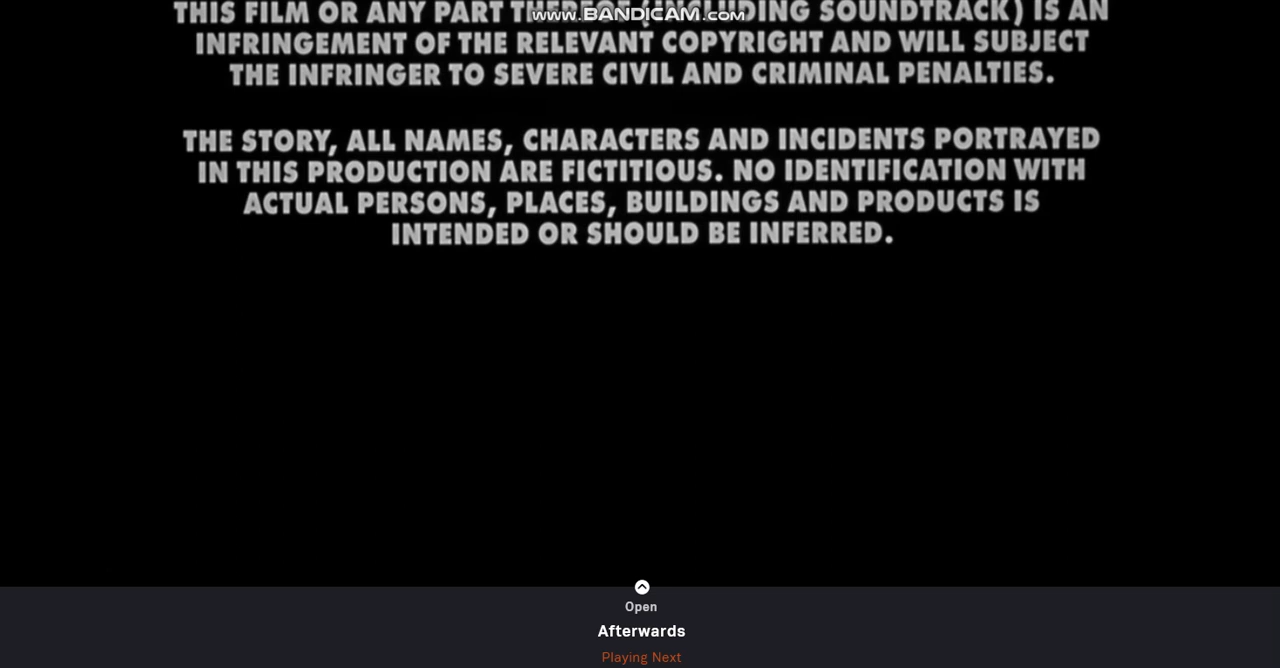 THIS FILM OR ANY PART THEREOF (INCLUDING SOUNDTRACK) IS AN
www.BANDICAM.com
INFRINGEMENT OF THE RELEVANT COPYRIGHT AND WILL SUBJECT
THE INFRINGER TO SEVERE CIVIL AND CRIMINAL PENALTIES.
THE STORY, ALL NAMES, CHARACTERS AND INCIDENTS PORTRAYED
IN THIS PRODUCTION ARE FICTITIOUS. NO IDENTIFICATION WITH
ACTUAL PERSONS, PLACES, BUILDINGS AND PRODUCTS IS
INTENDED OR SHOULD BE INFERRED.
Open
Afterwards
Playing Next